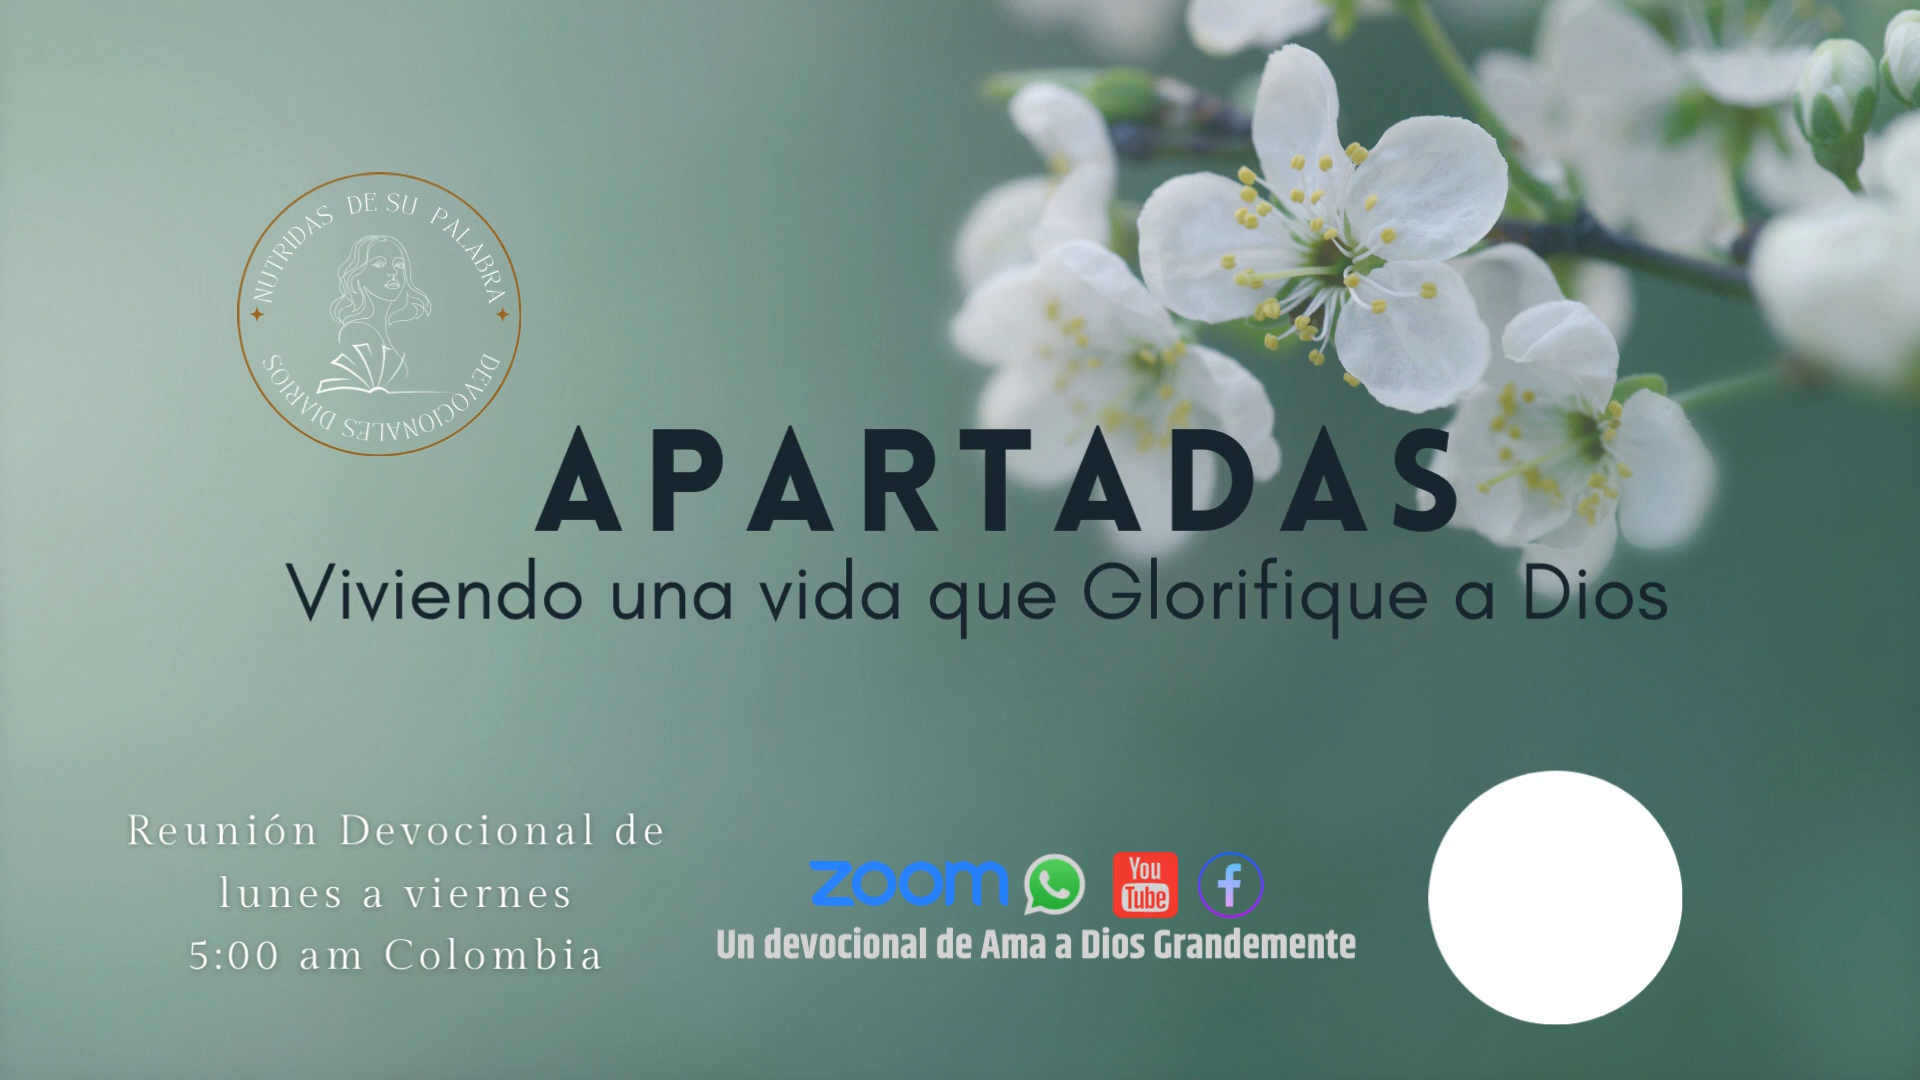 NUTRIDAS DE SU PALABRA
DEVOCIONALES DIARIOS
APARTADAS
Viviendo una vida que Glorifique a Dios
Reunión Devocional de
lunes a viernes
5:00 am Colombia
zoom
You
Tube
f
Un devocional de Ama a Dios Grandemente